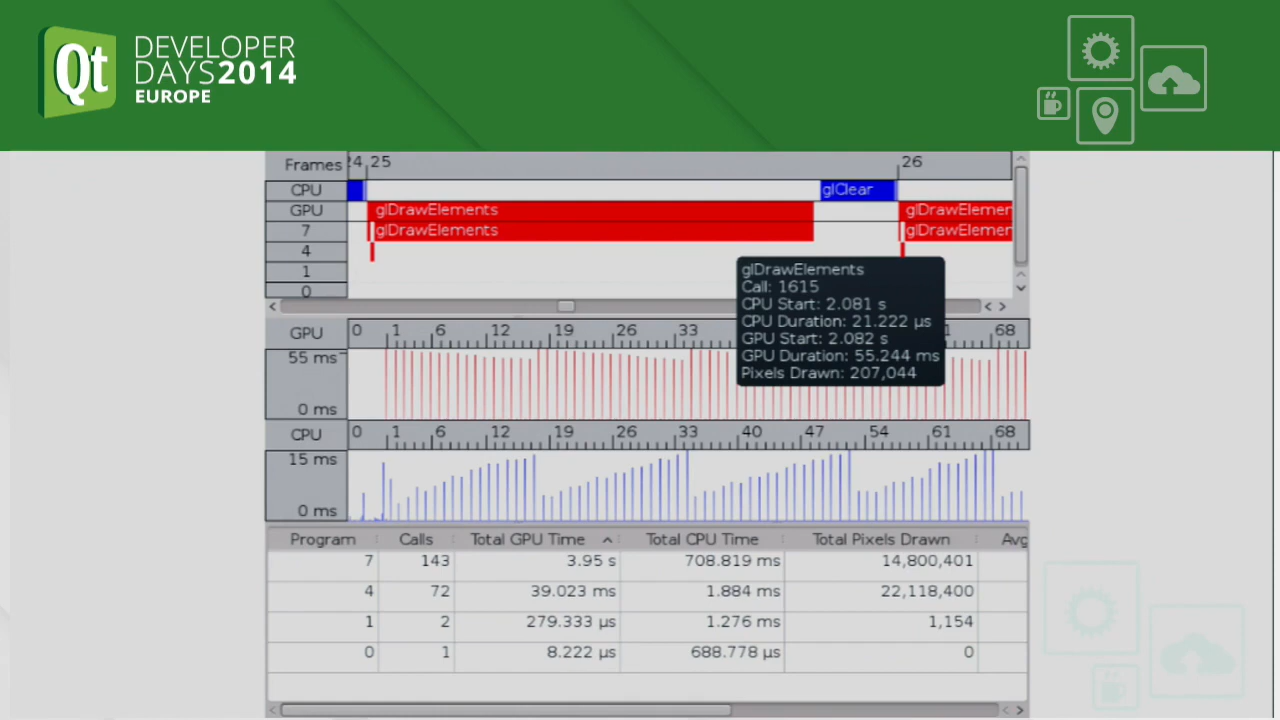 Qt DEVELOPER
DAYS2014
EUROPE
Frames 25 26
CPU glClear
GPU glDrawElements
7 glDrawElements
4
1
0
glDrawElements
Call: 1615
CPU Start: 2.081 s
CPU Duration: 21.222 µs
GPU Start: 2.082 s
GPU Duration: 55.244 ms
Pixels Drawn: 207,044
GPU 0 1 6 12 19 26 33 68
55 ms
0 ms
CPU 0 1 6 12 19 26 33 40 47 54 61 68
15 ms
0 ms
Program Calls Total GPU Time Total CPU Time Total Pixels Drawn
7 143 3.95 s 708.819 ms 14,800,401
4 72 39.023 ms 1.884 ms 22,118,400
1 2 279.333 µs 1.276 ms 1,154
0 1 8.222 µs 688.778 µs 0